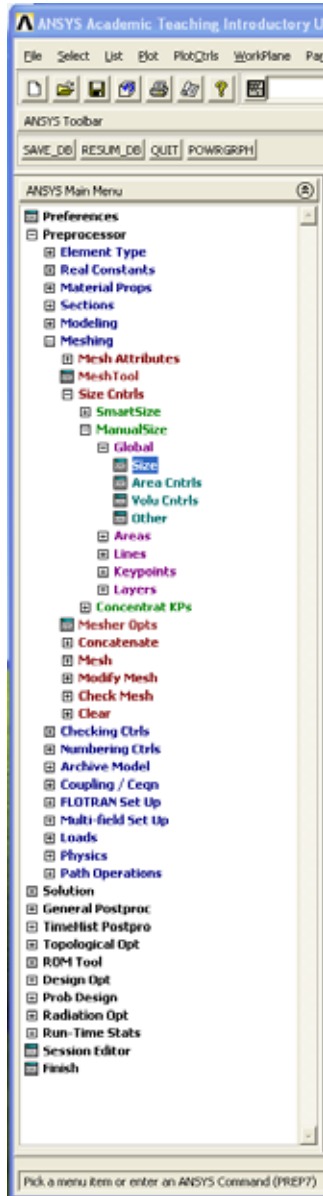 ANSYS Academic Teaching Introductory U
File Select List Plot PlotCtrls WorkPlane
ANSYS Toolbar
SAVE_DB RESUM_DB QUIT POWRGRPH
ANSYS Main Menu
Preferences
Preprocessor
Element Type
Real Constants
Material Props
Sections
Modeling
Meshing
Mesh Attributes
MeshTool
Size Cntrls
SmartSize
ManualSize
Global
Size
Area Cntrls
Volu Cntrls
Other
Areas
Lines
Keypoints
Layers
Concentrat KPs
Mesher Opts
Concatenate
Mesh
Modify Mesh
Check Mesh
Clear
Checking Ctrls
Numbering Ctrls
Archive Model
Coupling / Ceqn
FLOTRAN Set Up
Multi-field Set Up
Loads
Physics
Path Operations
Solution
General Postproc
TimeHist Postpro
Topological Opt
ROM Tool
Design Opt
Prob Design
Radiation Opt
Run-Time Stats
Session Editor
Finish
Pick a menu item or enter an ANSYS Command (PREP7)